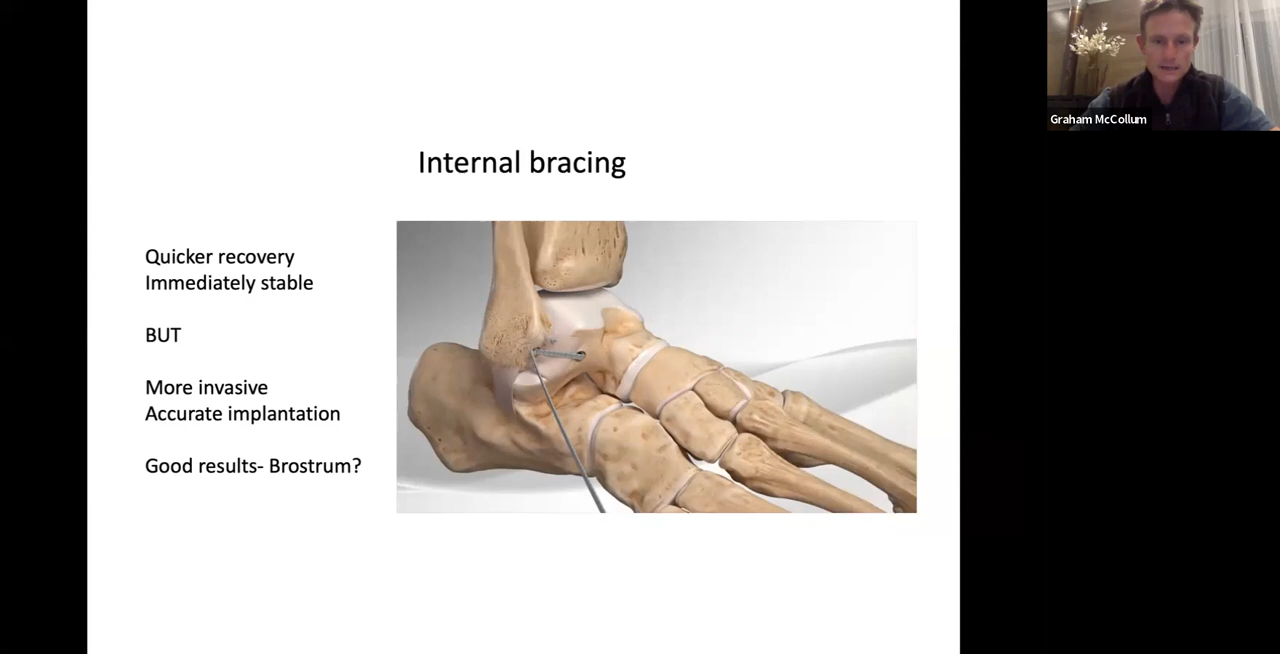 Internal bracing
Quicker recovery
Immediately stable
BUT
More invasive
Accurate implantation
Good results- Brostrum?
Graham McCollum